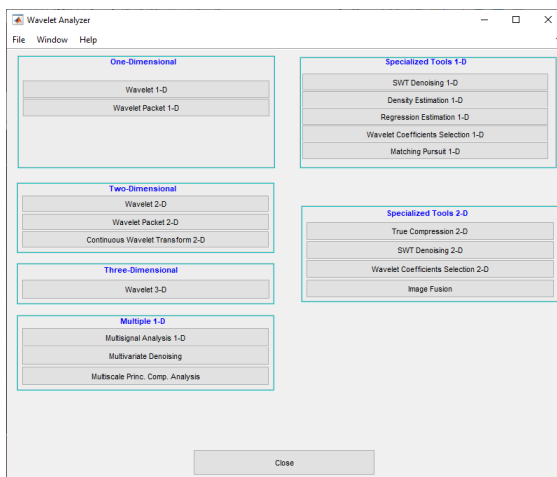 Wavelet Analyzer
File Window Help
One-Dimensional
Wavelet 1-D
Wavelet Packet 1-D
Two-Dimensional
Wavelet 2-D
Wavelet Packet 2-D
Continuous Wavelet Transform 2-D
Three-Dimensional
Wavelet 3-D
Multiple 1-D
Multisignal Analysis 1-D
Multivariate Denoising
Multiscale Princ. Comp. Analysis
Specialized Tools 1-D
SWT Denoising 1-D
Density Estimation 1-D
Regression Estimation 1-D
Wavelet Coefficients Selection 1-D
Matching Pursuit 1-D
Specialized Tools 2-D
True Compression 2-D
SWT Denoising 2-D
Wavelet Coefficients Selection 2-D
Image Fusion
Close